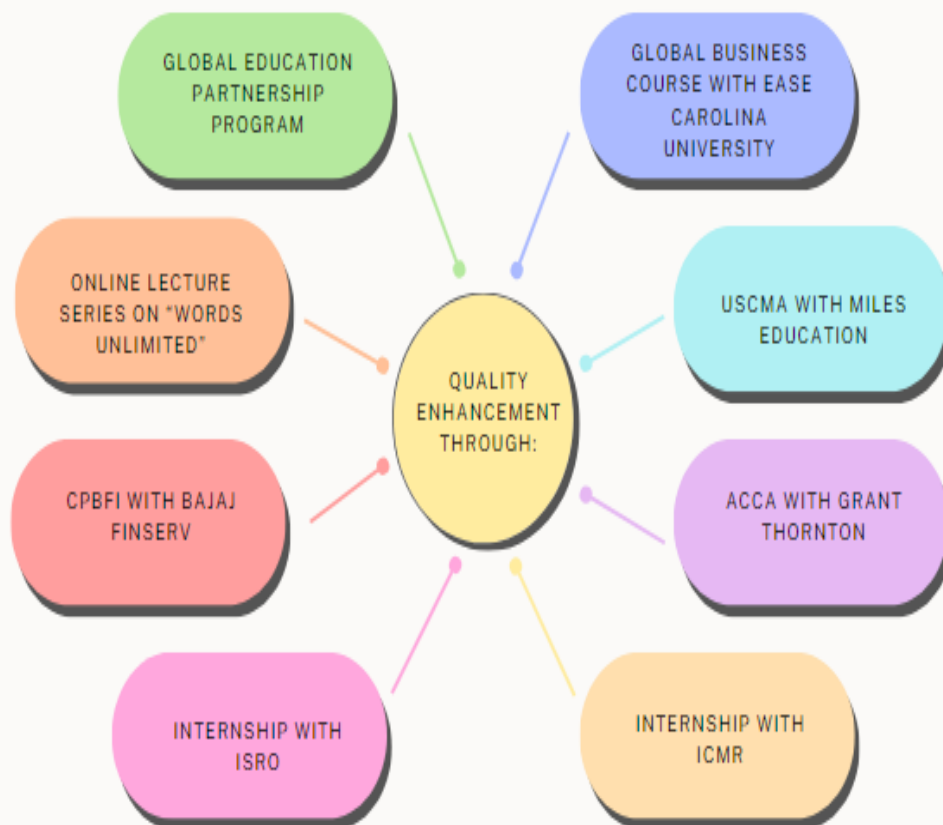 GLOBAL EDUCATION
PARTNERSHIP
PROGRAM
GLOBAL BUSINESS
COURSE WITH EASE
CAROLINA
UNIVERSITY
ONLINE LECTURE
SERIES ON “WORDS
UNLIMITED”
USCMA WITH MILES
EDUCATION
QUALITY
ENHANCEMENT
THROUGH:
CPBFI WITH BAJAJ
FINSERV
ACCA WITH GRANT
THORNTON
INTERNSHIP WITH
ISRO
INTERNSHIP WITH
ICMR